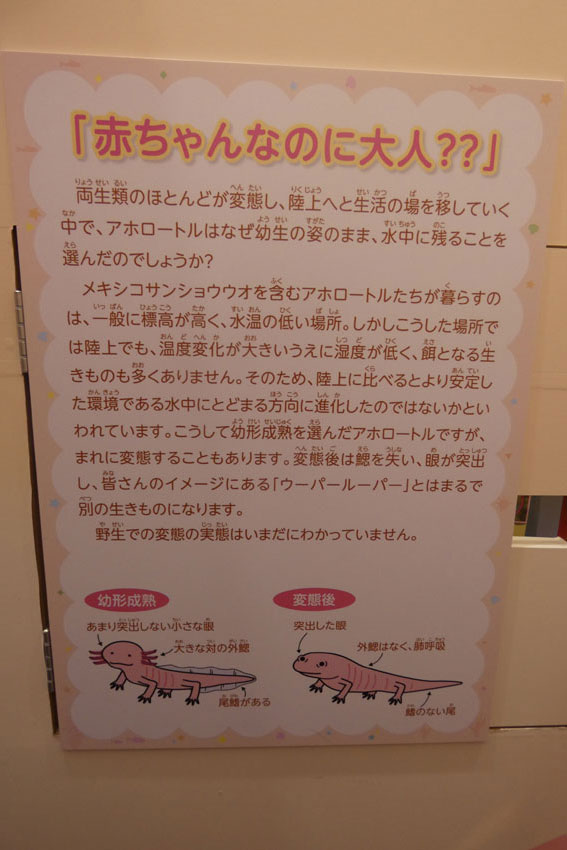 「赤ちゃんなのに大人??」
両生類のほとんどが変態し、陸上へと生活の場を移していく
中で、アホロートルはなぜ幼生の姿のまま、水中に残ることを
選んだのでしょうか?
メキシコサンショウウオを含むアホロートルたちが暮らすの
は、一般に標高が高く、水温の低い場所。しかしこうした場所で
は陸上でも、温度変化が大きいうえに湿度が低く、餌となる生
きものも多くありません。そのため、陸上に比べるとより安定し
た環境である水中にとどまる方向に進化したのではないかとい
われています。こうして幼形成熟を選んだアホロートルですが、
まれに変態することもあります。変態後は鰓を失い、眼が突出
し、皆さんのイメージにある「ウーパールーパー」とはまるで
別の生きものになります。
野生での変態の実態はいまだにわかっていません。
幼形成熟
あまり突出しない小さな眼
大きな対の外鰓
尾鰭がある
変態後
突出した眼
外鰓はなく、肺呼吸
鰭のない尾